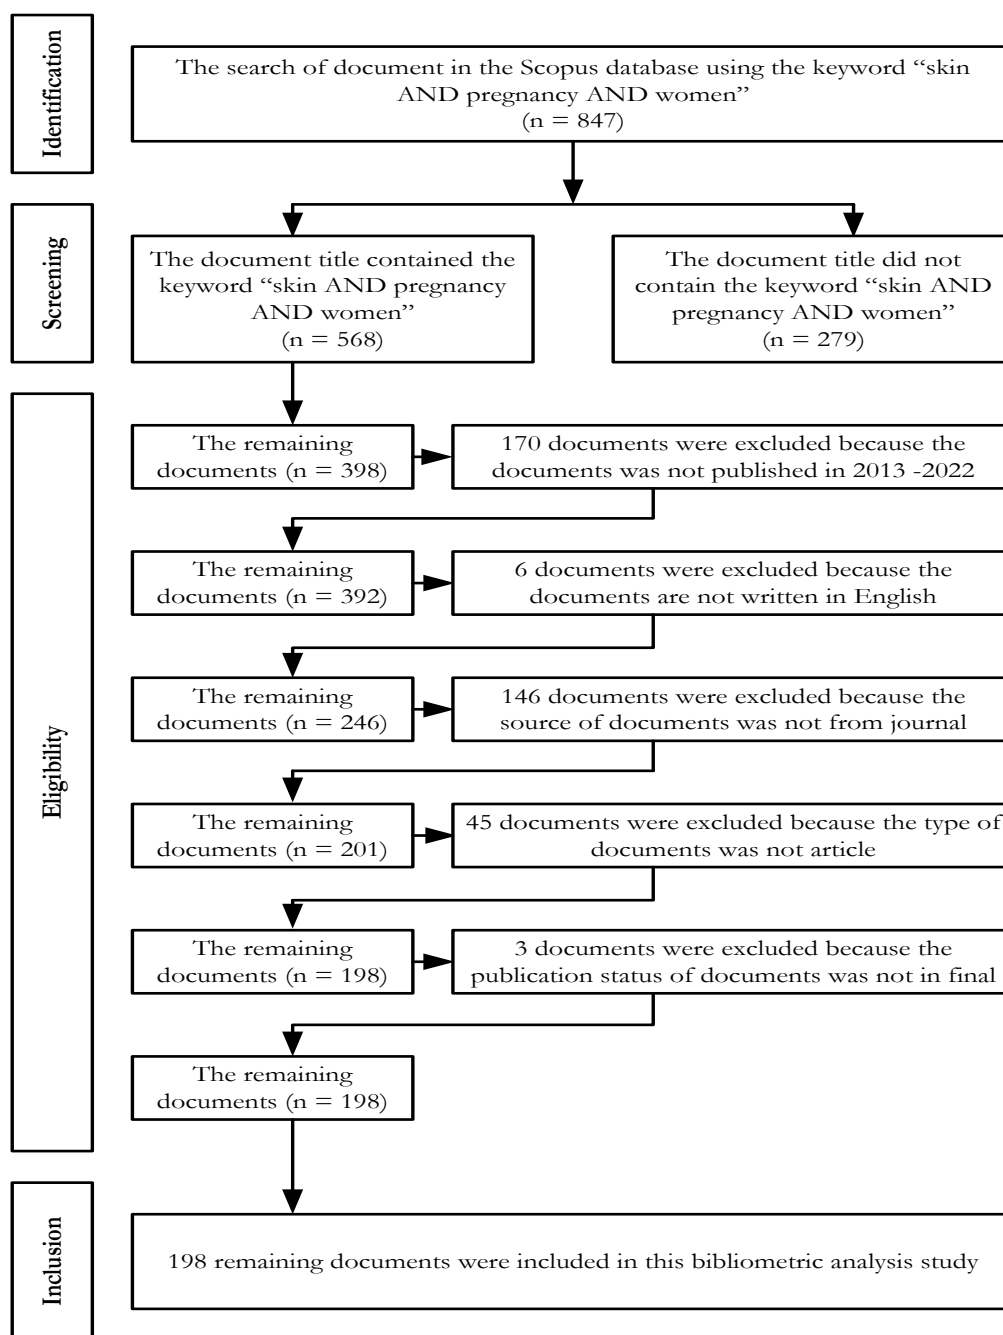 Identification
The search of document in the Scopus database using the keyword “skin
AND pregnancy AND women”
(n = 847)
Screening
The document title contained the
keyword “skin AND pregnancy
AND women”
(n = 568)
The document title did not
contain the keyword “skin AND
pregnancy AND women”
(n = 279)
Eligibility
The remaining
documents (n = 398)
170 documents were excluded because the
documents was not published in 2013 -2022
The remaining
documents (n = 392)
6 documents were excluded because the
documents are not written in English
The remaining
documents (n = 246)
146 documents were excluded because the
source of documents was not from journal
The remaining
documents (n = 201)
45 documents were excluded because the type of
documents was not article
The remaining
documents (n = 198)
3 documents were excluded because the
publication status of documents was not in final
The remaining
documents (n = 198)
Inclusion
198 remaining documents were included in this bibliometric analysis study